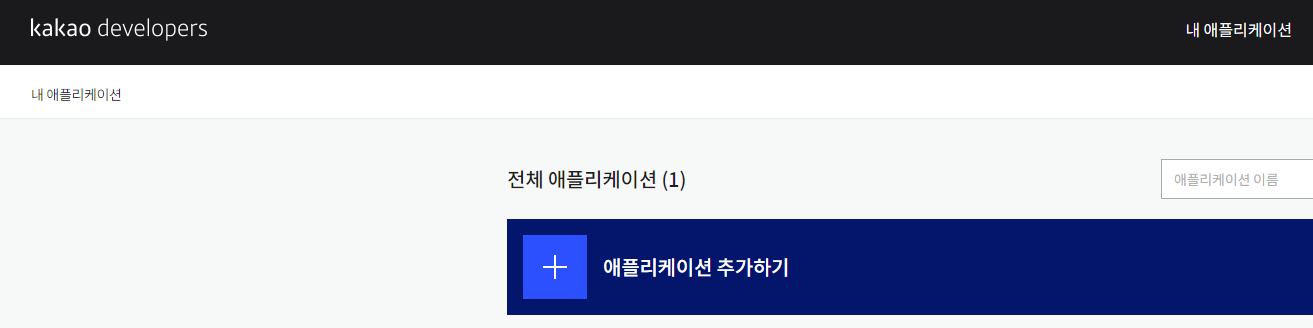 kakao developers
내 애플리케이션
내 애플리케이션
전체 애플리케이션 (1)
애플리케이션 이름
애플리케이션 추가하기